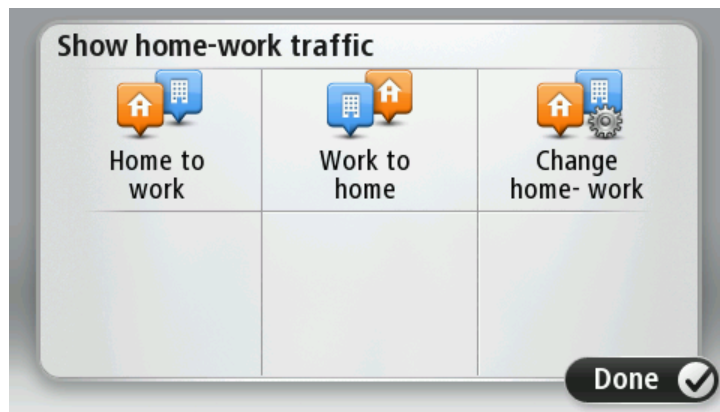 Show home-work traffic
Home to
work
Work to
home
Change
home- work
Done